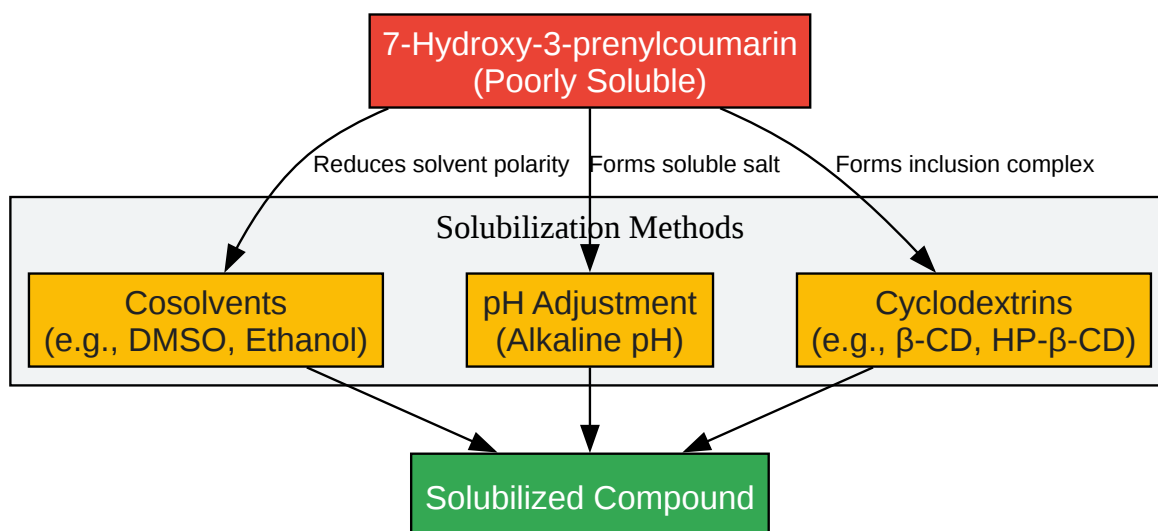 7-Hydroxy-3-prenylcoumarin
(Poorly Soluble)
Reduces solvent polarity
Forms soluble salt
Forms inclusion complex
Solubilization Methods
Cosolvents
(e.g., DMSO, Ethanol)
pH Adjustment
(Alkaline pH)
Cyclodextrins
(e.g., β-CD, HP-β-CD)
Solubilized Compound